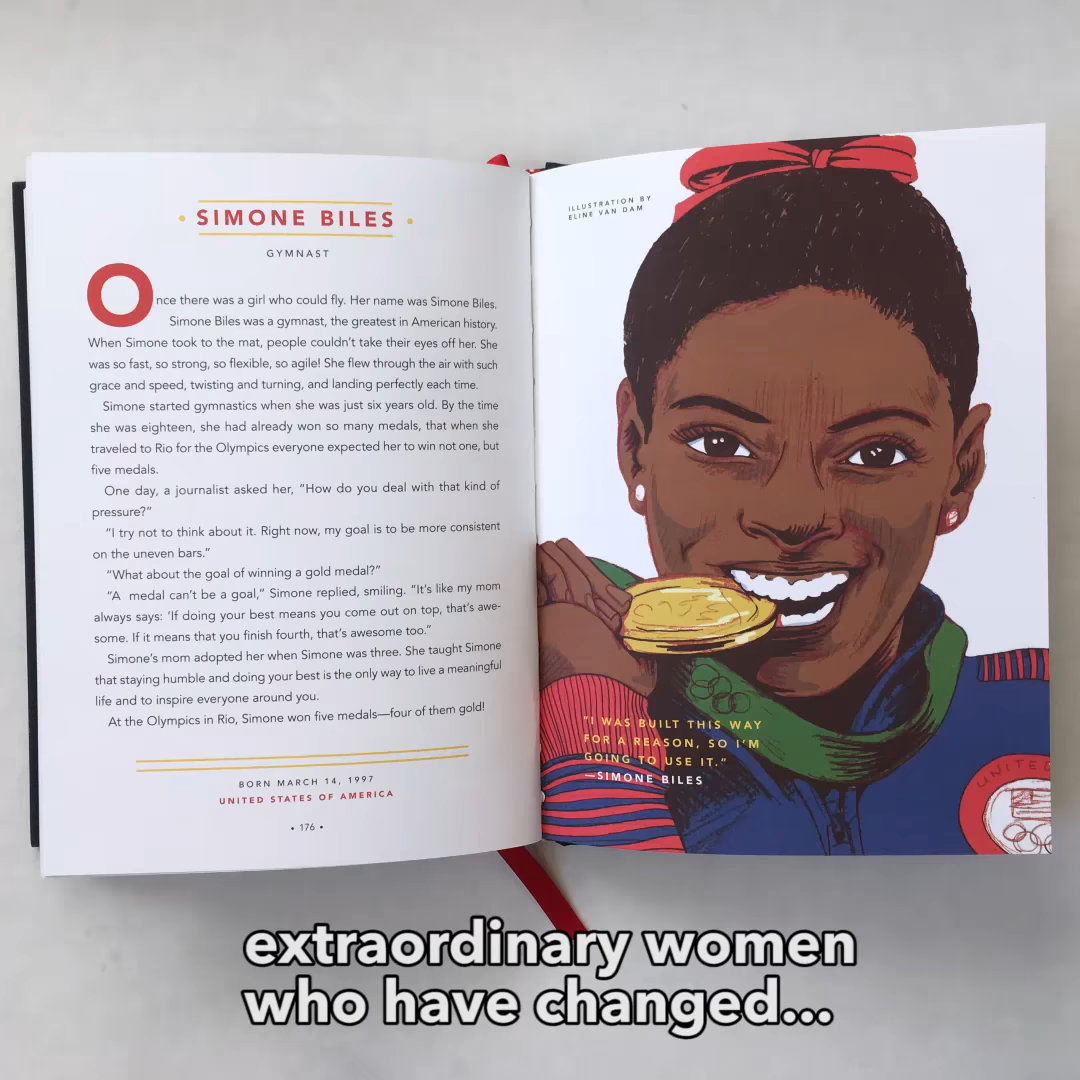 SIMONE BILES
GYMNAST
Once there was a girl who could fly. Her name was Simone Biles.
Simone Biles was a gymnast, the greatest in American history.
When Simone took to the mat, people couldn't take their eyes off her. She
was so fast, so strong, so flexible, so agile! She flew through the air with such
grace and speed, twisting and turning, and landing perfectly each time.
Simone started gymnastics when she was just six years old. By the time
she was eighteen, she had already won so many medals, that when she
traveled to Rio for the Olympics everyone expected her to win not one, but
five medals.
One day, a journalist asked her, "How do you deal with that kind of
pressure?"
"I try not to think about it. Right now, my goal is to be more consistent
on the uneven bars."
"What about the goal of winning a gold medal?"
"A medal can't be a goal," Simone replied, smiling. "It's like my mom
always says: 'If doing your best means you come out on top, that's awe-
some. If it means that you finish fourth, that's awesome too."
Simone's mom adopted her when Simone was three. She taught Simone
that staying humble and doing your best is the only way to live a meaningful
life and to inspire everyone around you.
At the Olympics in Rio, Simone won five medals—four of them gold!
BORN MARCH 14, 1997
UNITED STATES OF AMERICA
• 176 •
ILLUSTRATION BY
ELINE VAN DAM
"I WAS BUILT THIS WAY
FOR A REASON, SO I'M
GOING TO USE IT."
—SIMONE BILES
UNITED
extraordinary women
who have changed...